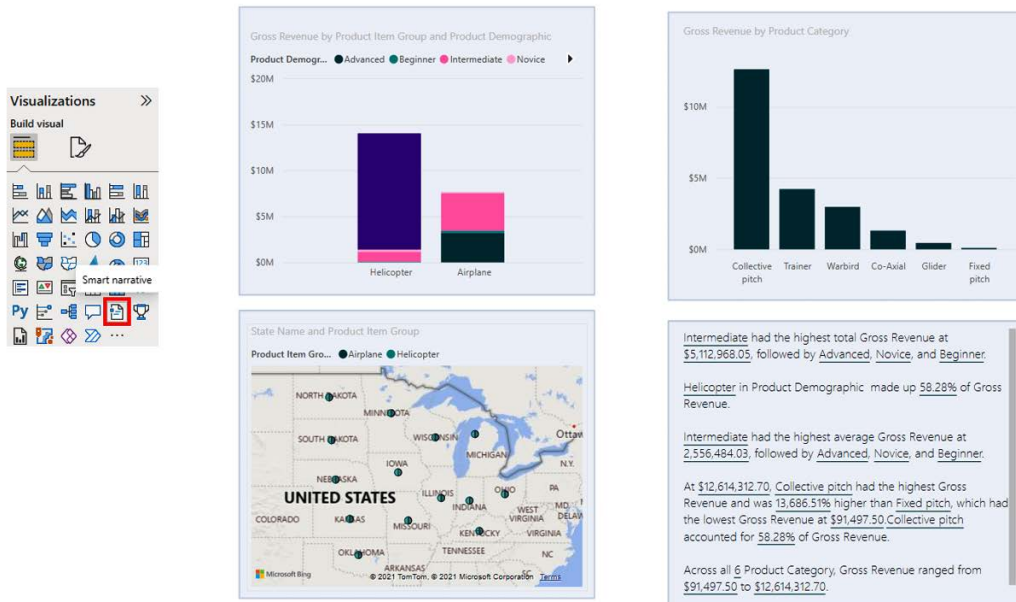 Visualizations »
Build visual
123
Smart narrative
Py
...
Gross Revenue by Product Item Group and Product Demographic
Product Demogr... Advanced Beginner Intermediate Novice
$20M
$15M
$10M
$5M
$0M
Helicopter Airplane
State Name and Product Item Group
Product Item Gro... Airplane Helicopter
NORTH DAKOTA
MINNESOTA
SOUTH DAKOTA
WISCONSIN
Ottaw
MICHIGAN
N.Y.
IOWA
NEBRASKA
PA
UNITED STATES
ILLINOIS
OHIO
INDIANA
MD
COLORADO
KANSAS
MISSOURI
WEST VIRGINIA
DELAW
KENTUCKY
VIRGINIA
OKLAHOMA
TENNESSEE
NC
ARKANSAS
SC
Microsoft Bing
© 2021 TomTom, © 2021 Microsoft Corporation Terms
Gross Revenue by Product Category
$10M
$5M
$0M
Collective pitch Trainer Warbird Co-Axial Glider Fixed pitch
Intermediate had the highest total Gross Revenue at
$5,112,968.05, followed by Advanced, Novice, and Beginner.
Helicopter in Product Demographic made up 58.28% of Gross
Revenue.
Intermediate had the highest average Gross Revenue at
2,556,484.03, followed by Advanced, Novice, and Beginner.
At $12,614,312.70, Collective pitch had the highest Gross
Revenue and was 13,686.51% higher than Fixed pitch, which had
the lowest Gross Revenue at $91,497.50.Collective pitch
accounted for 58.28% of Gross Revenue.
Across all 6 Product Category, Gross Revenue ranged from
$91,497.50 to $12,614,312.70.